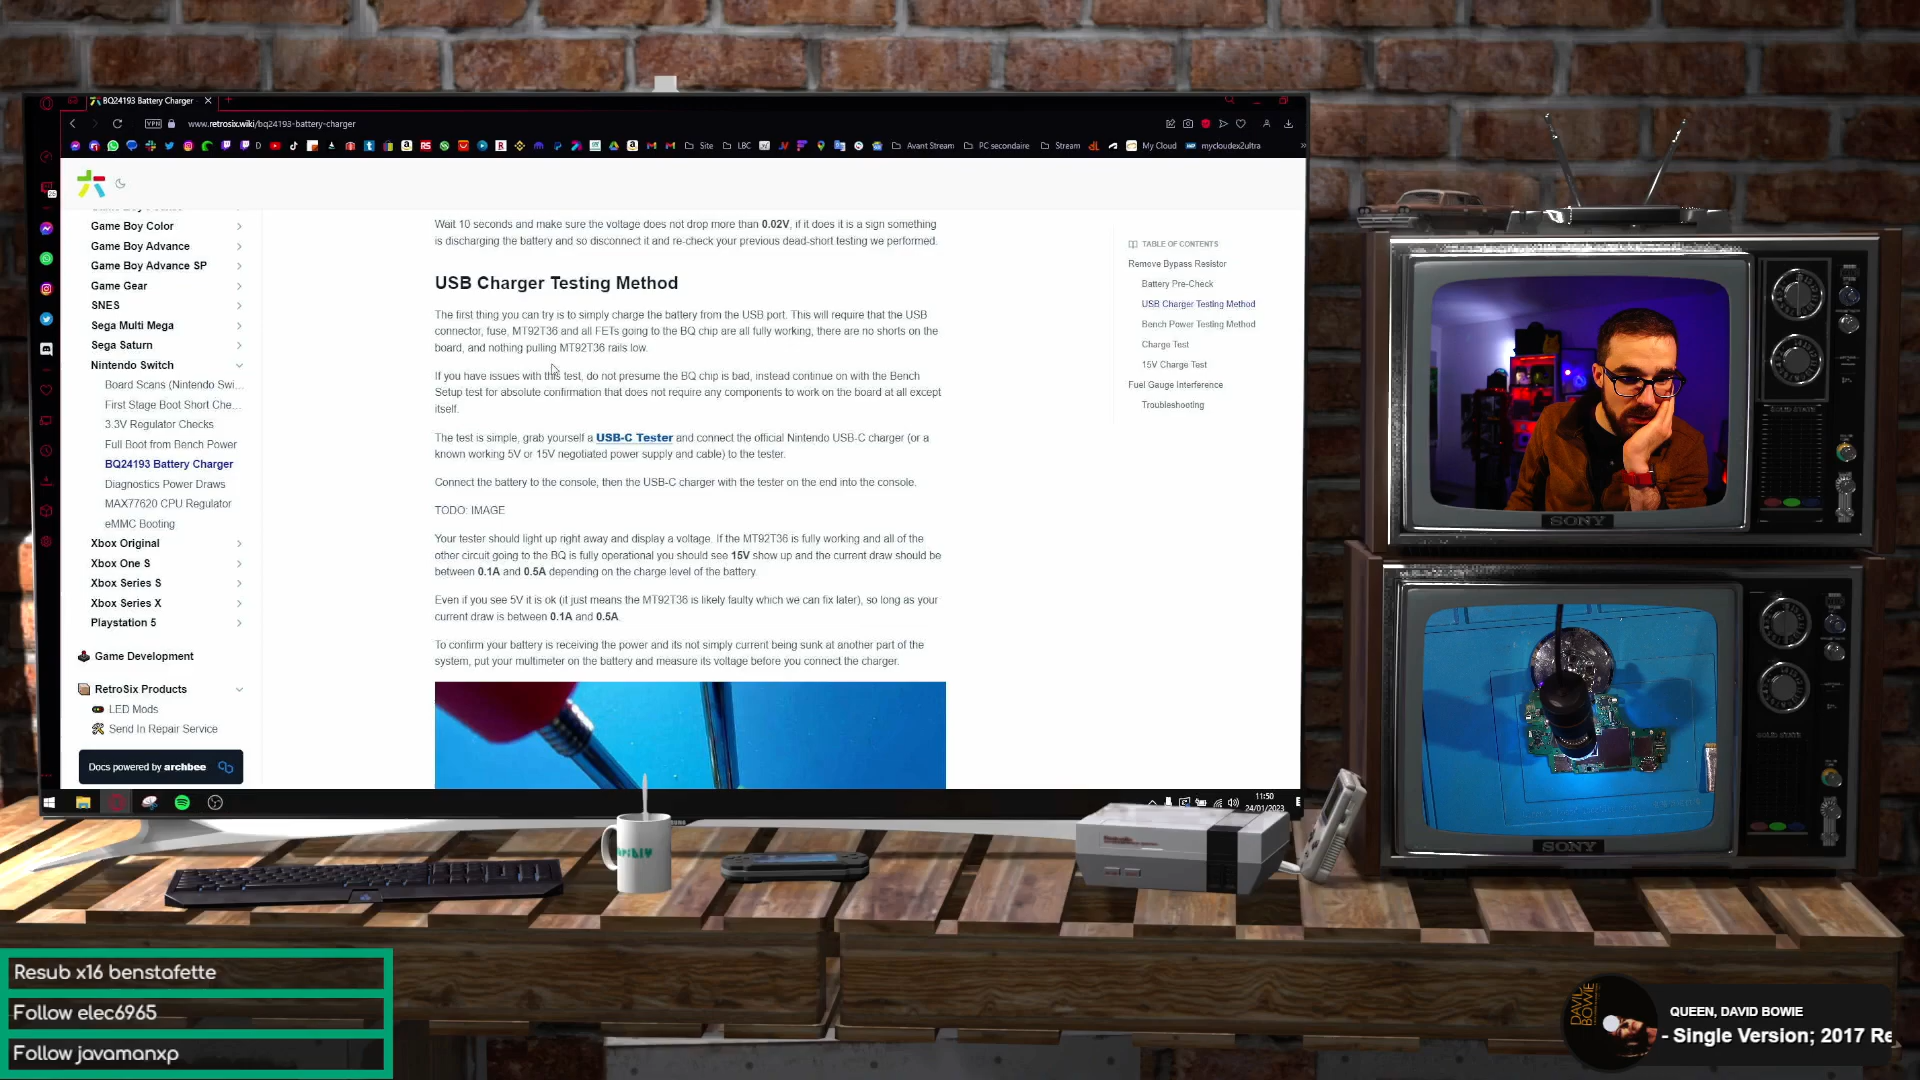 BQ24193 Battery Charger
VPN
www.retrosix.wiki/bq24193-battery-charger
D
Site
LBC
Avant Stream
PC secondaire
Stream
My Cloud
mycloudex2ultra
Game Boy Color
Game Boy Advance
Game Boy Advance SP
Game Gear
SNES
Sega Multi Mega
Sega Saturn
Nintendo Switch
Board Scans (Nintendo Swi...
First Stage Boot Short Che...
3.3V Regulator Checks
Full Boot from Bench Power
BQ24193 Battery Charger
Diagnostics Power Draws
MAX77620 CPU Regulator
eMMC Booting
Xbox Original
Xbox One S
Xbox Series S
Xbox Series X
Playstation 5
Game Development
RetroSix Products
LED Mods
Send In Repair Service
Docs powered by archbee
Wait 10 seconds and make sure the voltage does not drop more than 0.02V, if it does it is a sign something
is discharging the battery and so disconnect it and re-check your previous dead-short testing we performed.
USB Charger Testing Method
The first thing you can try is to simply charge the battery from the USB port. This will require that the USB
connector, fuse, MT92T36 and all FETs going to the BQ chip are all fully working, there are no shorts on the
board, and nothing pulling MT92T36 rails low.
If you have issues with this test, do not presume the BQ chip is bad, instead continue on with the Bench
Setup test for absolute confirmation that does not require any components to work on the board at all except
itself.
The test is simple, grab yourself a USB-C Tester and connect the official Nintendo USB-C charger (or a
known working 5V or 15V negotiated power supply and cable) to the tester.
Connect the battery to the console, then the USB-C charger with the tester on the end into the console.
TODO: IMAGE
Your tester should light up right away and display a voltage. If the MT92T36 is fully working and all of the
other circuit going to the BQ is fully operational you should see 15V show up and the current draw should be
between 0.1A and 0.5A depending on the charge level of the battery.
Even if you see 5V it is ok (it just means the MT92T36 is likely faulty which we can fix later), so long as your
current draw is between 0.1A and 0.5A.
To confirm your battery is receiving the power and its not simply current being sunk at another part of the
system, put your multimeter on the battery and measure its voltage before you connect the charger.
TABLE OF CONTENTS
Remove Bypass Resistor
Battery Pre-Check
USB Charger Testing Method
Bench Power Testing Method
Charge Test
15V Charge Test
Fuel Gauge Interference
Troubleshooting
11:50
24/01/2023
SONY
SONY
Resub x16 benstafette
Follow elec6965
Follow javamanxp
DAVID
BOWIE
QUEEN, DAVID BOWIE
- Single Version; 2017 Re